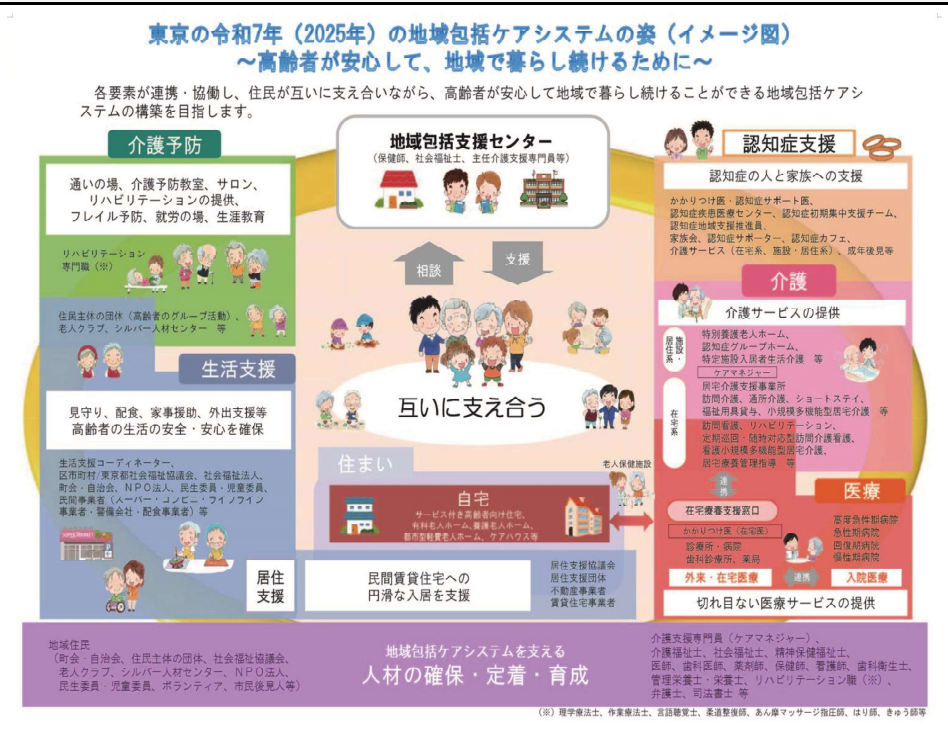 東京の令和7年（2025年）の地域包括ケアシステムの姿（イメージ図）
～高齢者が安心して、地域で暮らし続けるために～
各要素が連携・協働し、住民が互いに支え合いながら、高齢者が安心して地域で暮らし続けることができる地域包括ケアシ
ステムの構築を目指します。
介護予防
通いの場、介護予防教室、サロン、
リハビリテーションの提供、
フレイル予防、就労の場、生涯教育
リハビリテーション
専門職（※）
住民主体の団体（高齢者のグループ活動）、
老人クラブ、シルバー人材センター 等
生活支援
見守り、配食、家事援助、外出支援等
高齢者の生活の安全・安心を確保
生活支援コーディネーター、
区市町村/東京都社会福祉協議会、社会福祉法人、
町会・自治会、NPO法人、民生委員・児童委員、
民間事業者（スーパー・コンビニ・ライフライン
事業者・警備会社・配食事業者）等
地域包括支援センター
（保健師、社会福祉士、主任介護支援専門員等）
相談
支援
互いに支え合う
住まい
老人保健施設
自宅
サービス付き高齢者向け住宅、
有料老人ホーム、養護老人ホーム、
都市型軽費老人ホーム、ケアハウス等
居住
支援
民間賃貸住宅への
円滑な入居を支援
居住支援協議会
居住支援団体
不動産事業者
賃貸住宅事業者
認知症支援
認知症の人と家族への支援
かかりつけ医・認知症サポート医、
認知症疾患医療センター、認知症初期集中支援チーム、
認知症地域支援推進員、
家族会、認知症サポーター、認知症カフェ、
介護サービス（在宅系、施設・居住系）、成年後見等
介護
介護サービスの提供
施設・
居住系
特別養護老人ホーム、
認知症グループホーム、
特定施設入居者生活介護 等
ケアマネジャー
在宅系
居宅介護支援事業所
訪問介護、通所介護、ショートステイ、
福祉用具貸与、小規模多機能型居宅介護 等
訪問看護、リハビリテーション、
定期巡回・随時対応型訪問介護看護、
看護小規模多機能型居宅介護、
居宅療養管理指導 等
連携
医療
在宅療養支援窓口
かかりつけ医（在宅医）
診療所・病院
歯科診療所、薬局
高度急性期病院
急性期病院
回復期病院
慢性期病院
外来・在宅医療
連携
入院医療
切れ目ない医療サービスの提供
地域住民
（町会・自治会、住民主体の団体、社会福祉協議会、
老人クラブ、シルバー人材センター、NPO法人、
民生委員・児童委員、ボランティア、市民後見人等）
地域包括ケアシステムを支える
人材の確保・定着・育成
介護支援専門員（ケアマネジャー）、
介護福祉士、社会福祉士、精神保健福祉士、
医師、歯科医師、薬剤師、保健師、看護師、歯科衛生士、
管理栄養士・栄養士、リハビリテーション職（※）、
弁護士、司法書士 等
（※）理学療法士、作業療法士、言語聴覚士、柔道整復師、あん摩マッサージ指圧師、はり師、きゅう師等